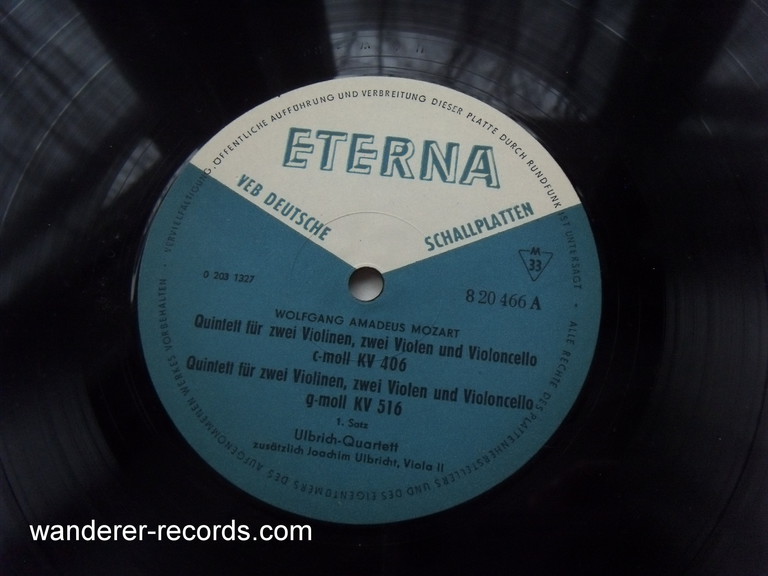 VERVIELFÄLTIGUNG, ÖFFENTLICHE AUFFÜHRUNG UND VERBREITUNG DIESER PLATTE DURCH RUNDFUNK IST UNTERSAGT • ALLE RECHTE DES PLATTENHERSTELLERS UND DES EIGENTÜMERS DES AUFGENOMMENEN WERKES VORBEHALTEN •
ETERNA
VEB DEUTSCHE SCHALLPLATTEN
M
33
0 203 1327
8 20 466 A
WOLFGANG AMADEUS MOZART
Quintett für zwei Violinen, zwei Violen und Violoncello
c-moll KV 406
Quintett für zwei Violinen, zwei Violen und Violoncello
g-moll KV 516
1. Satz
Ulbrich-Quartett
zusätzlich Joachim Ulbricht, Viola II
wanderer-records.com